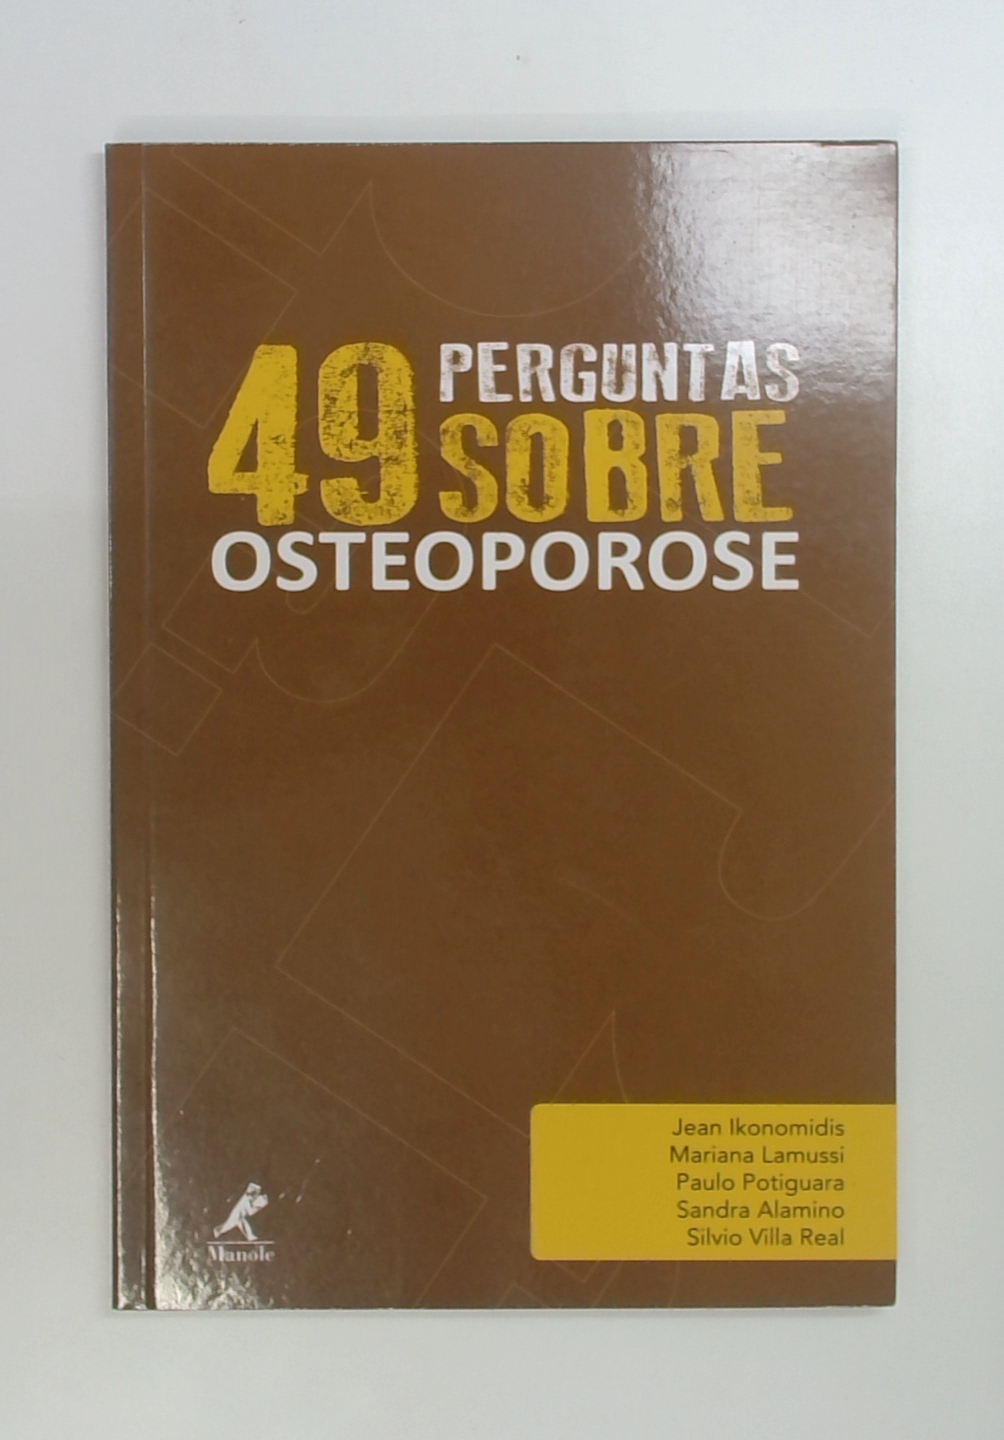 49 PERGUNTAS
SOBRE
OSTEOPOROSE
Jean Ikonomidis
Mariana Lamussi
Paulo Potiguara
Sandra Alamino
Silvio Villa Real
Manole